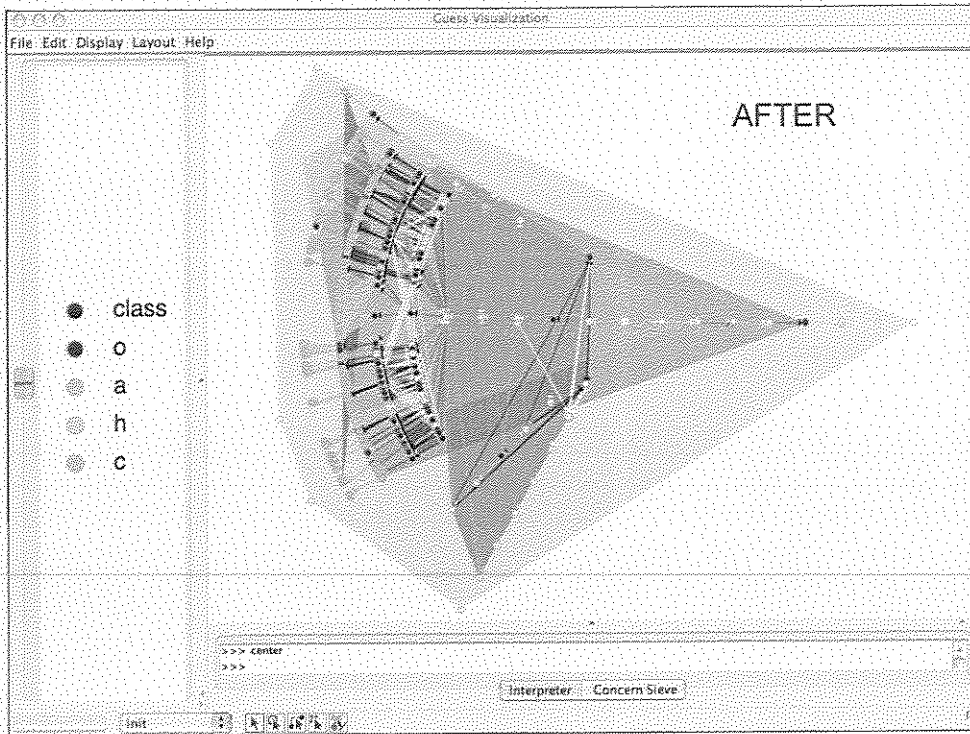 Guess Visualization
File Edit Display Layout Help
AFTER
class
o
a
h
c
>>> center
>>>
Interpreter Concern Sieve
Init